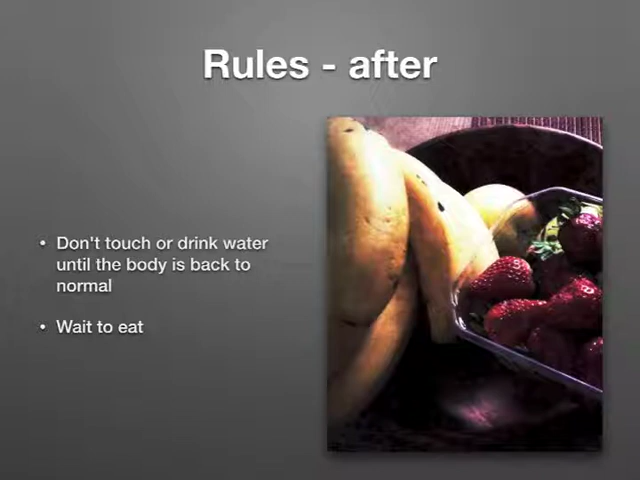 Rules - after
• Don't touch or drink water
until the body is back to
normal
• Wait to eat